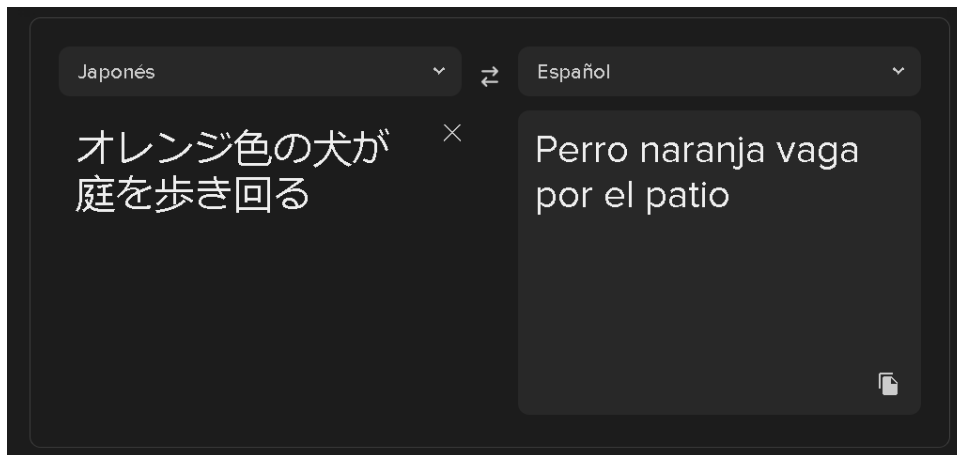 Japonés
Español
オレンジ色の犬が
庭を歩き回る
Perro naranja vaga
por el patio